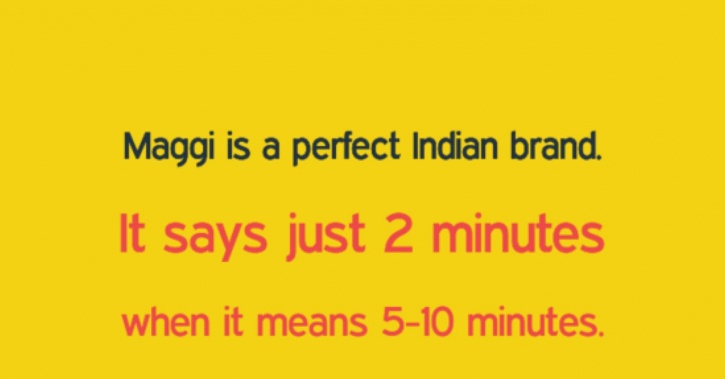 Maggi is a perfect Indian brand.
It says just 2 minutes
when it means 5-10 minutes.